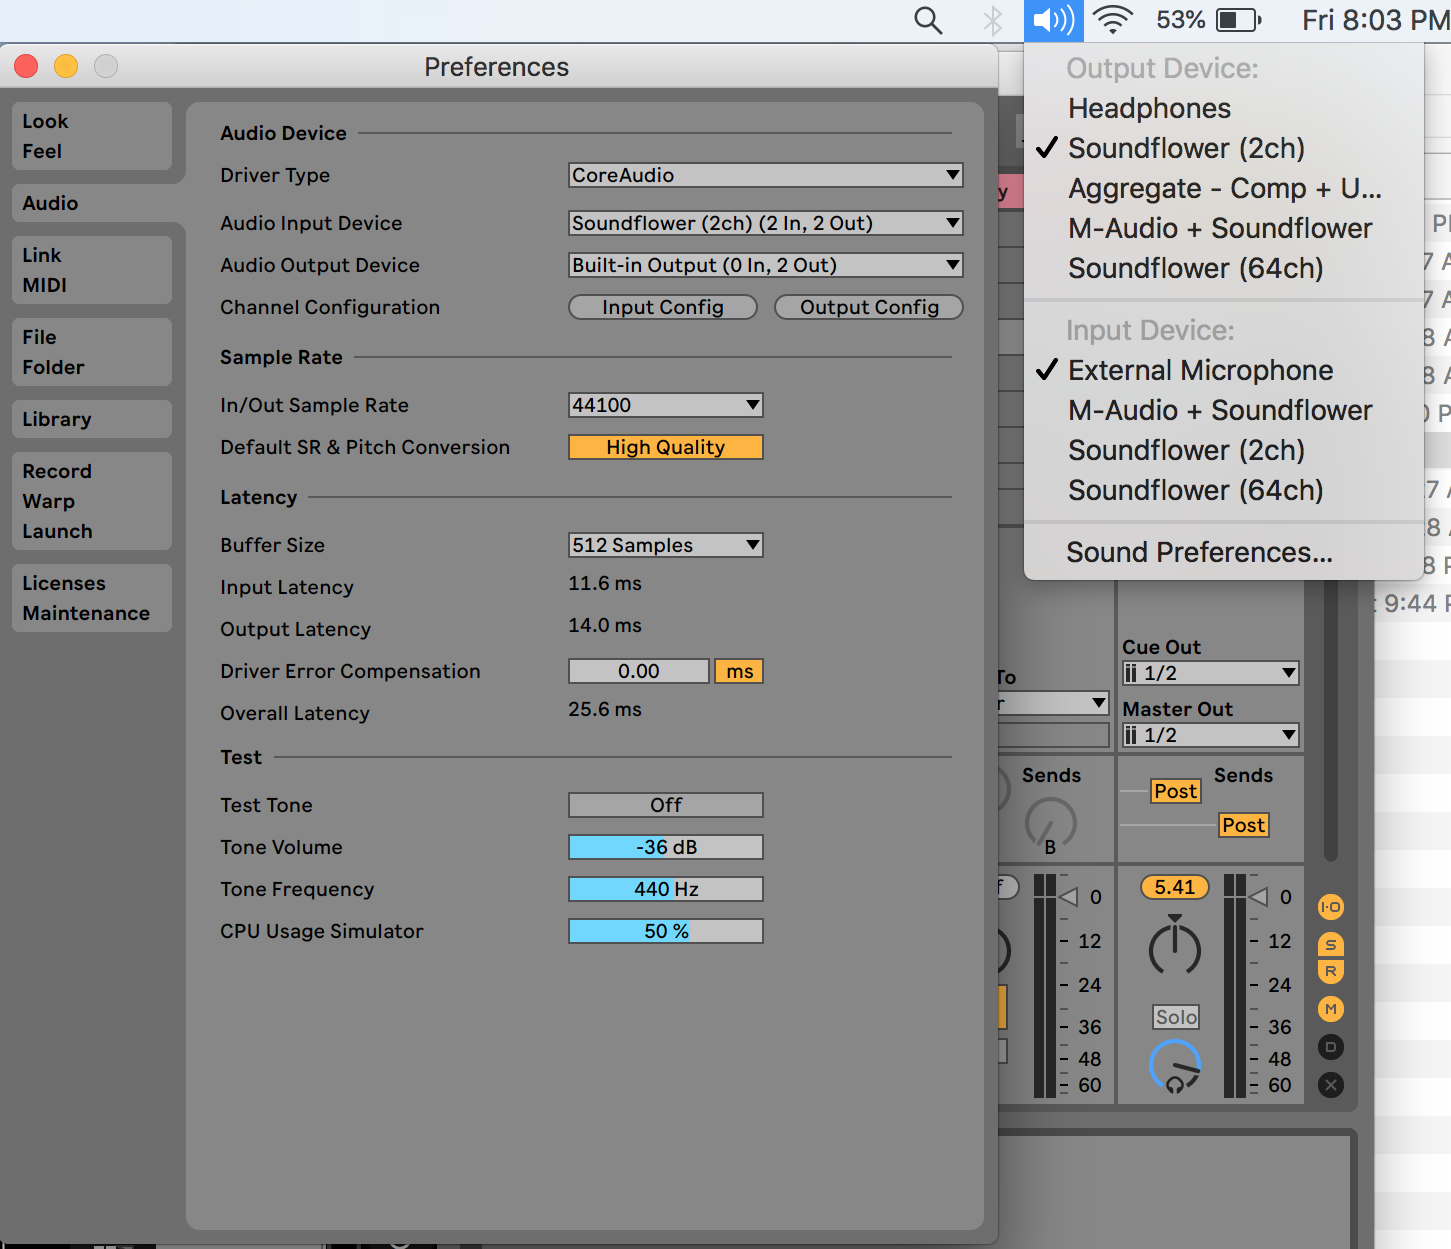 53%
Fri 8:03 PM
Preferences
Look
Feel
Audio
Link
MIDI
File
Folder
Library
Record
Warp
Launch
Licenses
Maintenance
Audio Device
Driver Type
CoreAudio
Audio Input Device
Soundflower (2ch) (2 In, 2 Out)
Audio Output Device
Built-in Output (0 In, 2 Out)
Channel Configuration
Input Config
Output Config
Sample Rate
In/Out Sample Rate
44100
Default SR & Pitch Conversion
High Quality
Latency
Buffer Size
512 Samples
Input Latency
11.6 ms
Output Latency
14.0 ms
Driver Error Compensation
0.00
ms
Overall Latency
25.6 ms
Test
Test Tone
Off
Tone Volume
-36 dB
Tone Frequency
440 Hz
CPU Usage Simulator
50 %
Output Device:
Headphones
Soundflower (2ch)
Aggregate - Comp + U...
M-Audio + Soundflower
Soundflower (64ch)
Input Device:
External Microphone
M-Audio + Soundflower
Soundflower (2ch)
Soundflower (64ch)
Sound Preferences...
9:44 P
To
Cue Out
1/2
Master Out
1/2
Sends
B
Sends
Post
Post
0
12
24
36
48
60
5.41
Solo
0
12
24
36
48
60
I-O
S
R
M
D
X